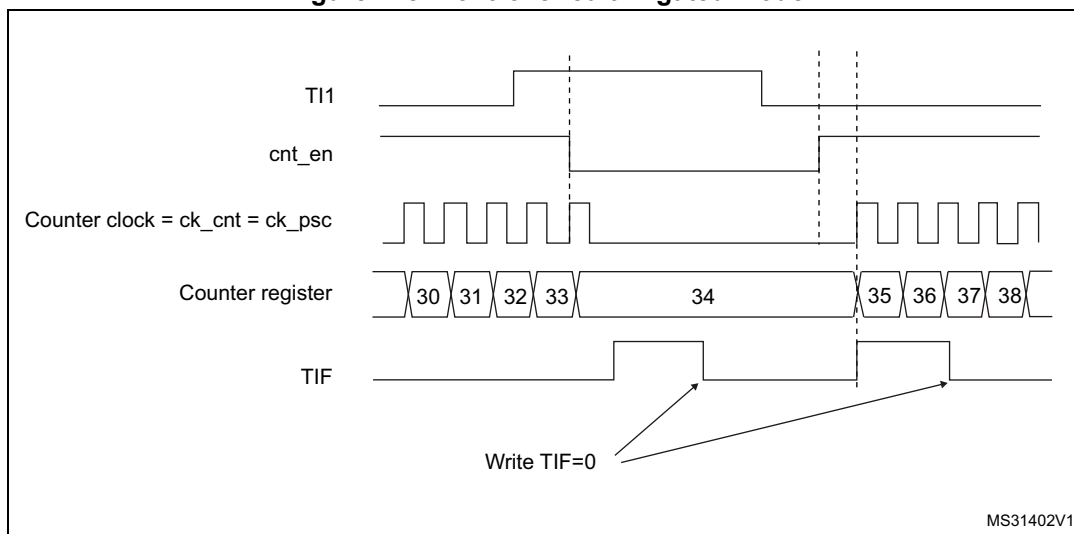 TI1
cnt_en
Counter clock = ck_cnt = ck_psc
Counter register
30 31 32 33 34 35 36 37 38
TIF
Write TIF=0
MS31402V1